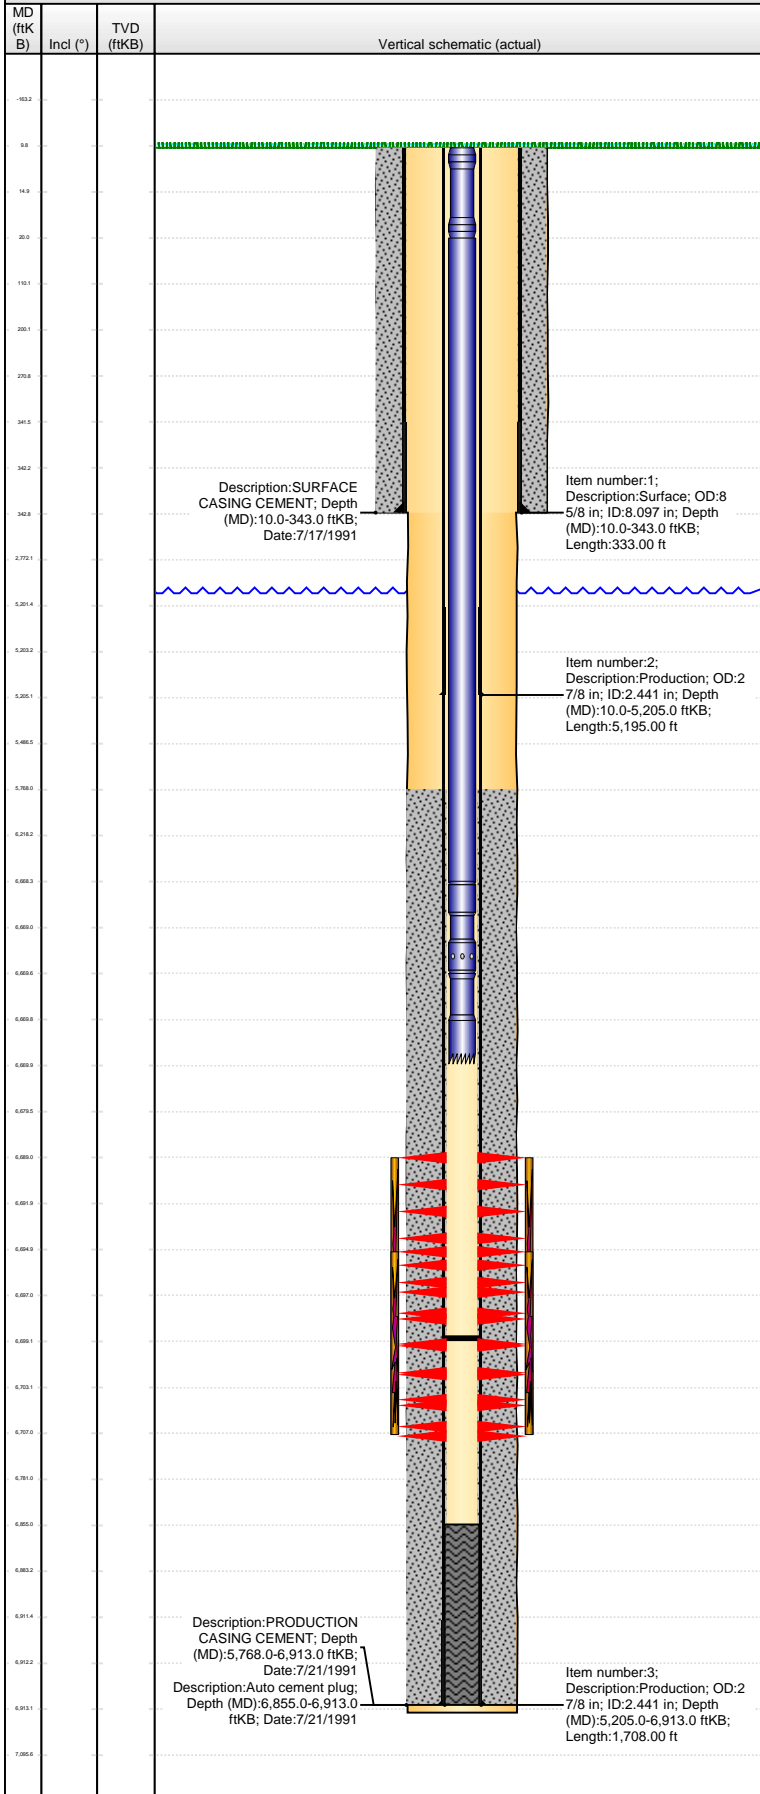 MD
(ftK
B)
Incl (°)
TVD
(ftKB)
Vertical schematic (actual)
-163.2
9.8
14.9
20.0
110.1
200.1
270.8
341.5
342.2
342.8
2,772.1
5,201.4
5,203.2
5,205.1
5,486.5
5,768.0
6,218.2
6,668.3
6,669.0
6,669.6
6,669.8
6,669.9
6,679.5
6,689.0
6,691.9
6,694.9
6,697.0
6,699.1
6,703.1
6,707.0
6,781.0
6,855.0
6,883.2
6,911.4
6,912.2
6,913.1
7,095.6
Description:SURFACE
CASING CEMENT; Depth
(MD):10.0-343.0 ftKB;
Date:7/17/1991
Item number:1;
Description:Surface; OD:8
5/8 in; ID:8.097 in; Depth
(MD):10.0-343.0 ftKB;
Length:333.00 ft
Item number:2;
Description:Production; OD:2
7/8 in; ID:2.441 in; Depth
(MD):10.0-5,205.0 ftKB;
Length:5,195.00 ft
Description:PRODUCTION
CASING CEMENT; Depth
(MD):5,768.0-6,913.0 ftKB;
Date:7/21/1991
Description:Auto cement plug;
Depth (MD):6,855.0-6,913.0
ftKB; Date:7/21/1991
Item number:3;
Description:Production; OD:2
7/8 in; ID:2.441 in; Depth
(MD):5,205.0-6,913.0 ftKB;
Length:1,708.00 ft